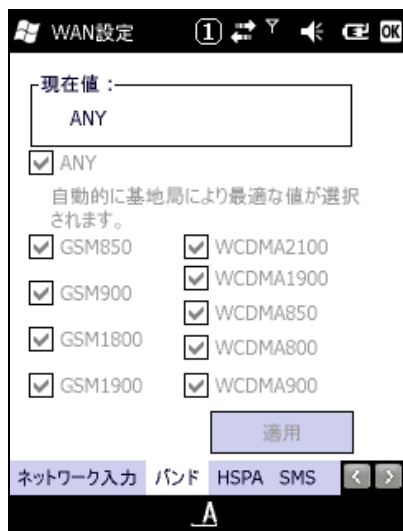 WAN設定 1 OK
現在値：
ANY
ANY
自動的に基地局により最適な値が選択
されます。
GSM850 WCDMA2100
GSM900 WCDMA1900
WCDMA850
GSM1800 WCDMA800
GSM1900 WCDMA900
適用
ネットワーク入力 バンド HSPA SMS
A